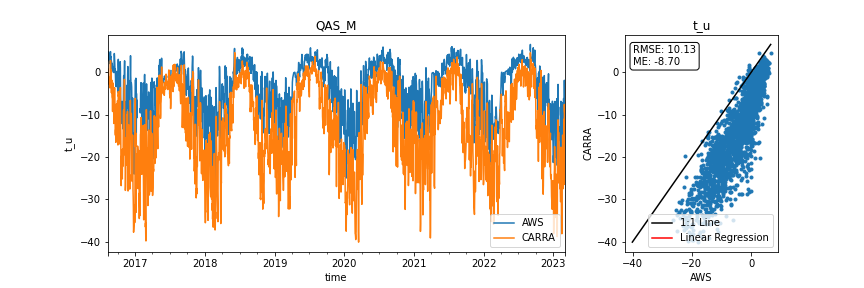 QAS_M
t_u
0
−10
−20
−30
−40
2017
2018
2019
2020
2021
2022
2023
time
AWS
CARRA
t_u
CARRA
RMSE: 10.13
ME: -8.70
0
−10
−20
−30
−40
−40
−20
0
AWS
1:1 Line
Linear Regression